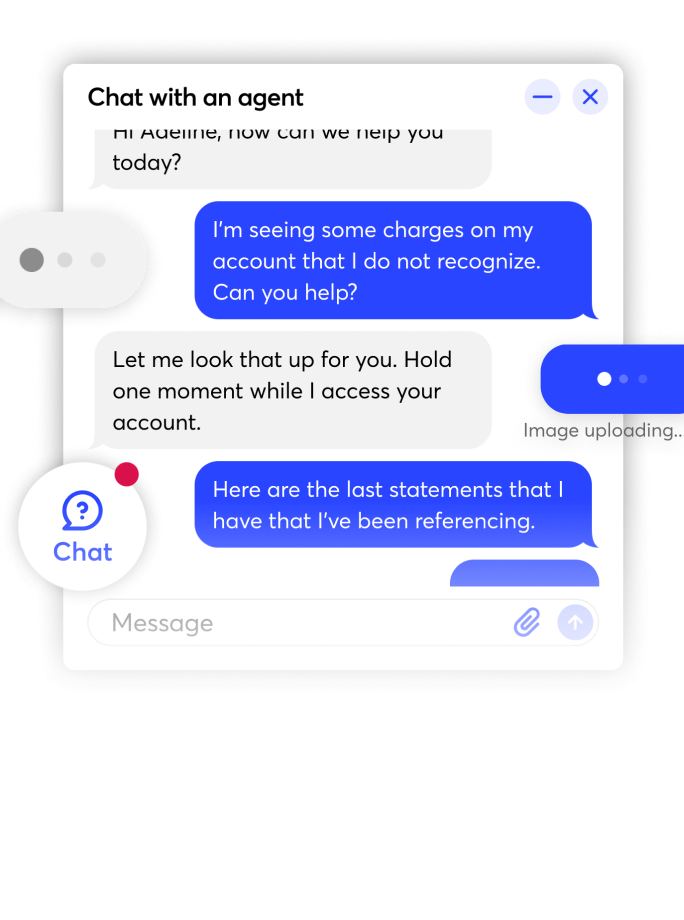 Chat with an agent
Hi Adeline, how can we help you
today?
I'm seeing some charges on my
account that I do not recognize.
Can you help?
Let me look that up for you. Hold
one moment while I access your
account.
Image uploading...
Here are the last statements that I
have that I've been referencing.
Chat
Message